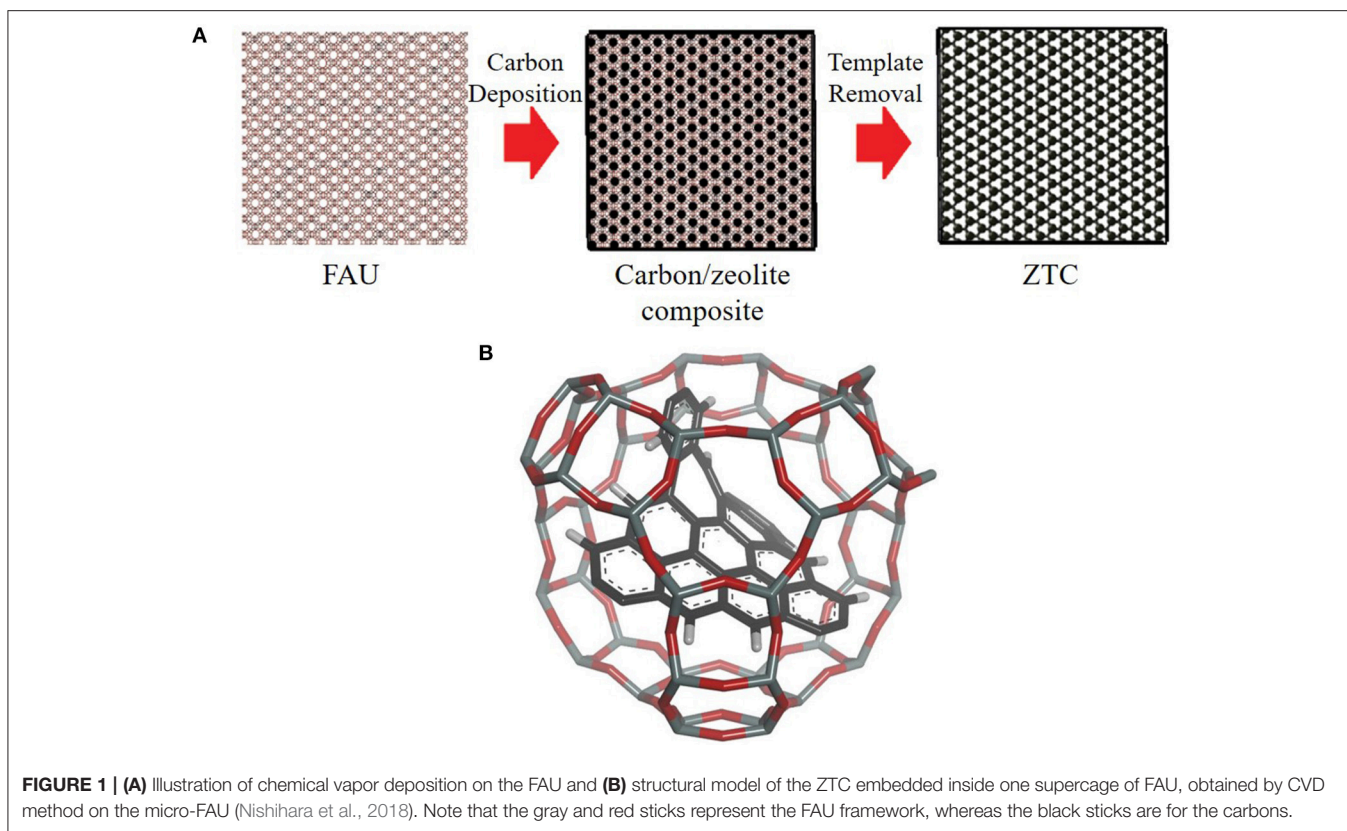 A
Carbon
Deposition
Template
Removal
FAU
Carbon/zeolite
composite
ZTC
B
FIGURE 1 | (A) Illustration of chemical vapor deposition on the FAU and (B) structural model of the ZTC embedded inside one supercage of FAU, obtained by CVD
method on the micro-FAU (Nishihara et al., 2018). Note that the gray and red sticks represent the FAU framework, whereas the black sticks are for the carbons.